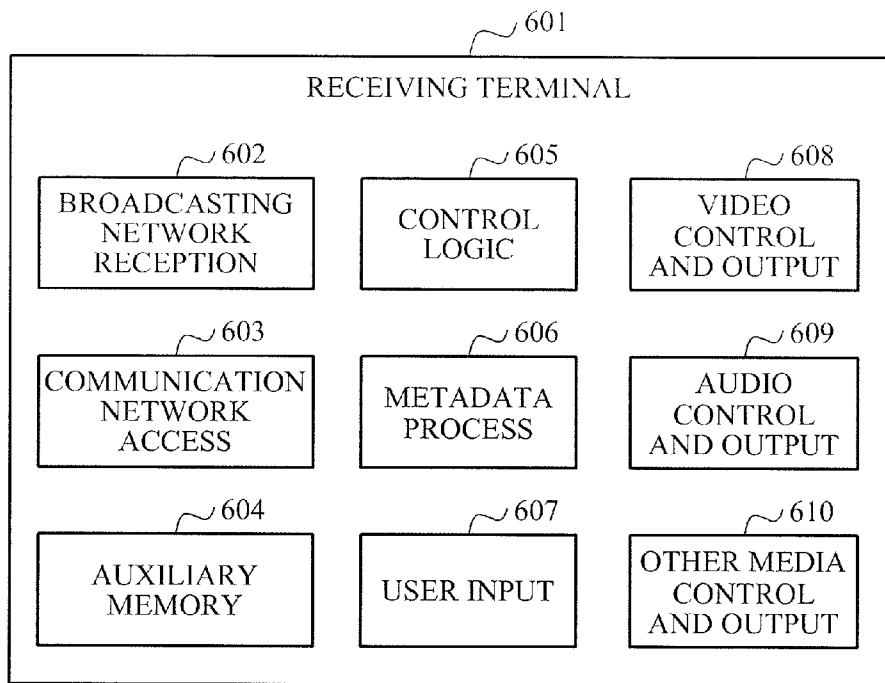 601
RECEIVING TERMINAL
602
BROADCASTING
NETWORK
RECEPTION
605
CONTROL
LOGIC
608
VIDEO
CONTROL
AND OUTPUT
603
COMMUNICATION
NETWORK
ACCESS
606
METADATA
PROCESS
609
AUDIO
CONTROL
AND OUTPUT
604
AUXILIARY
MEMORY
607
USER INPUT
610
OTHER MEDIA
CONTROL
AND OUTPUT